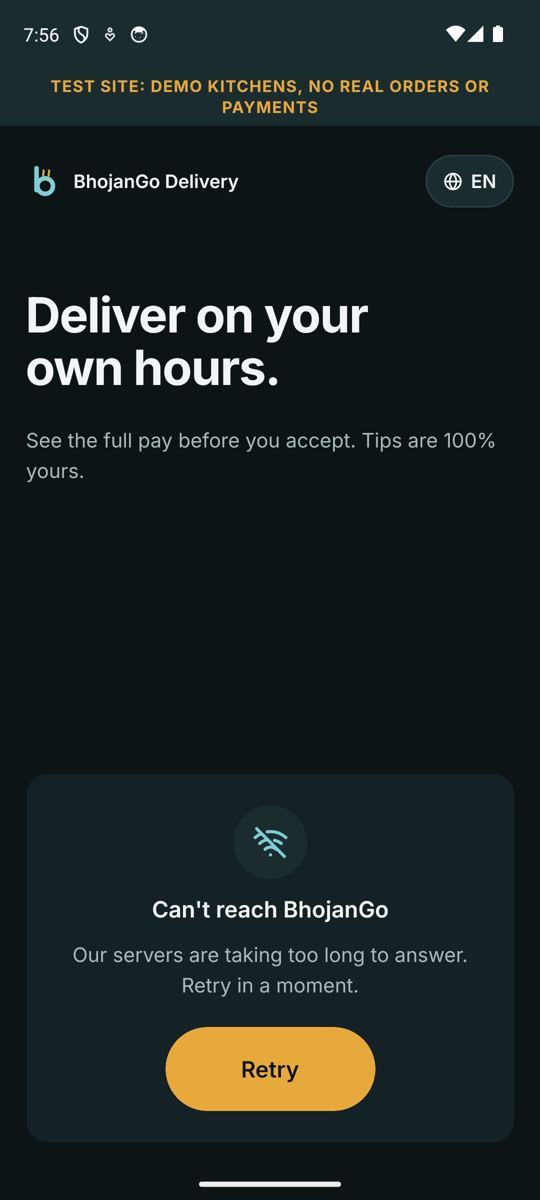 7:56
TEST SITE: DEMO KITCHENS, NO REAL ORDERS OR
PAYMENTS
BhojanGo Delivery
EN
Deliver on your
own hours.
See the full pay before you accept. Tips are 100%
yours.
Can't reach BhojanGo
Our servers are taking too long to answer.
Retry in a moment.
Retry